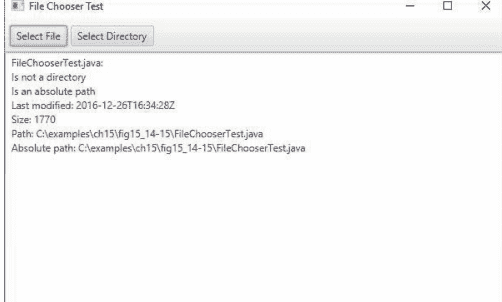 File Chooser Test
Select File Select Directory
FileChooserTest.java:
Is not a directory
Is an absolute path
Last modified: 2016-12-26T16:34:28Z
Size: 1770
Path: C:\examples\ch15\fig15_14-15\FileChooserTest.java
Absolute path: C:\examples\ch15\fig15_14-15\FileChooserTest.java